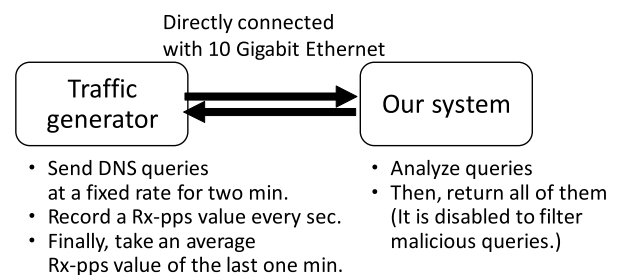 Directly connected
with 10 Gigabit Ethernet
Traffic
generator
Our system
• Send DNS queries
at a fixed rate for two min.
• Record a Rx-pps value every sec.
• Finally, take an average
Rx-pps value of the last one min.
• Analyze queries
• Then, return all of them
(It is disabled to filter
malicious queries.)